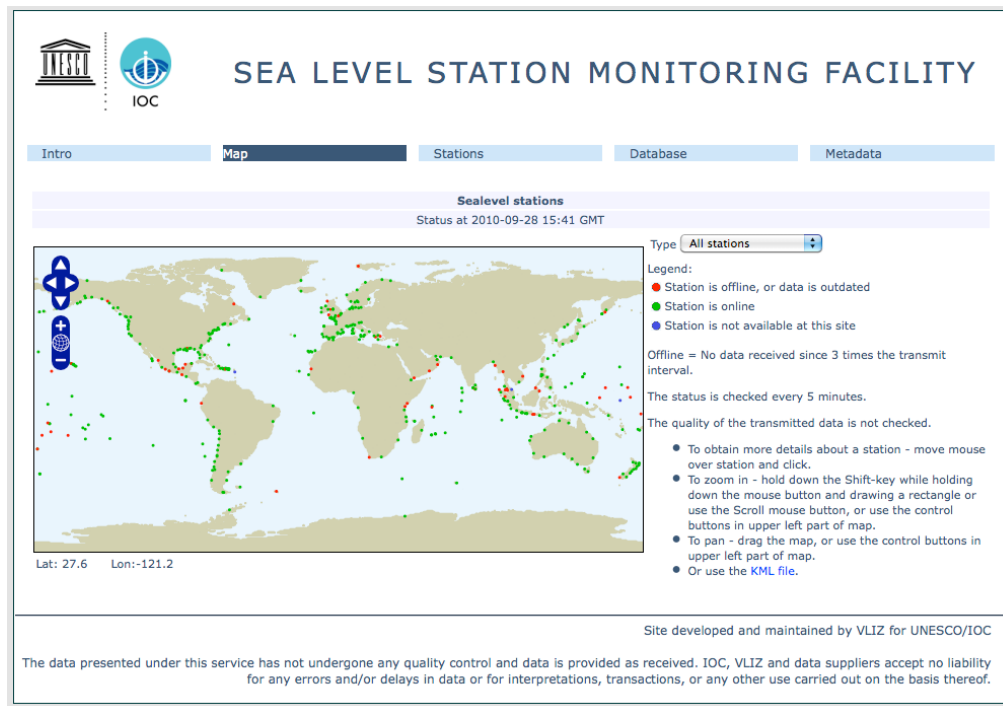 UNESCO
IOC
SEA LEVEL STATION MONITORING FACILITY
Intro Map Stations Database Metadata
Sealevel stations
Status at 2010-09-28 15:41 GMT
Type All stations
Legend:
Station is offline, or data is outdated
Station is online
Station is not available at this site
Offline = No data received since 3 times the transmit
interval.
The status is checked every 5 minutes.
The quality of the transmitted data is not checked.
To obtain more details about a station - move mouse
over station and click.
To zoom in - hold down the Shift-key while holding
down the mouse button and drawing a rectangle or
use the Scroll mouse button, or use the control
buttons in upper left part of map.
To pan - drag the map, or use the control buttons in
upper left part of map.
Or use the KML file.
Lat: 27.6 Lon:-121.2
Site developed and maintained by VLIZ for UNESCO/IOC
The data presented under this service has not undergone any quality control and data is provided as received. IOC, VLIZ and data suppliers accept no liability
for any errors and/or delays in data or for interpretations, transactions, or any other use carried out on the basis thereof.